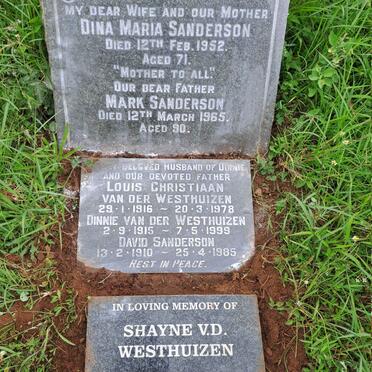 MY DEAR WIFE AND OUR MOTHER
DINA MARIA SANDERSON
DIED 12TH FEB. 1952.
AGED 71.
"MOTHER TO ALL".
OUR DEAR FATHER
MARK SANDERSON
DIED 12TH MARCH 1965.
AGED 90.
BELOVED HUSBAND OF DINNIE
AND OUR DEVOTED FATHER
LOUIS CHRISTIAAN
VAN DER WESTHUIZEN
29·1·1916 ~ 20·3·1978
DINNIE VAN DER WESTHUIZEN
2·9·1915 ~ 7·5·1999
DAVID SANDERSON
13·2·1910 ~ 25·4·1985
REST IN PEACE.
IN LOVING MEMORY OF
SHAYNE V.D.
WESTHUIZEN